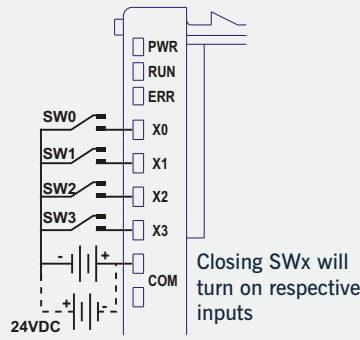 PWR
RUN
ERR
SW0
X0
SW1
X1
SW2
X2
SW3
X3
- +
COM
+ -
24VDC
Closing SWx will
turn on respective
inputs